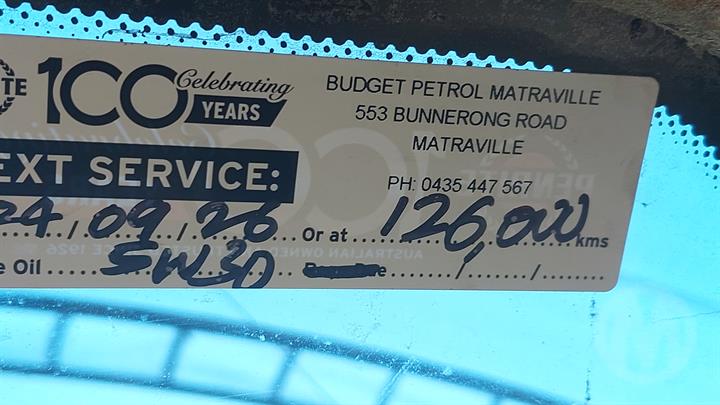 TE 100 Celebrating YEARS
BUDGET PETROL MATRAVILLE
553 BUNNERONG ROAD
MATRAVILLE
PH: 0435 447 567
EXT SERVICE:
24/09/26 Or at 126,000 kms
e Oil 5W30 / /